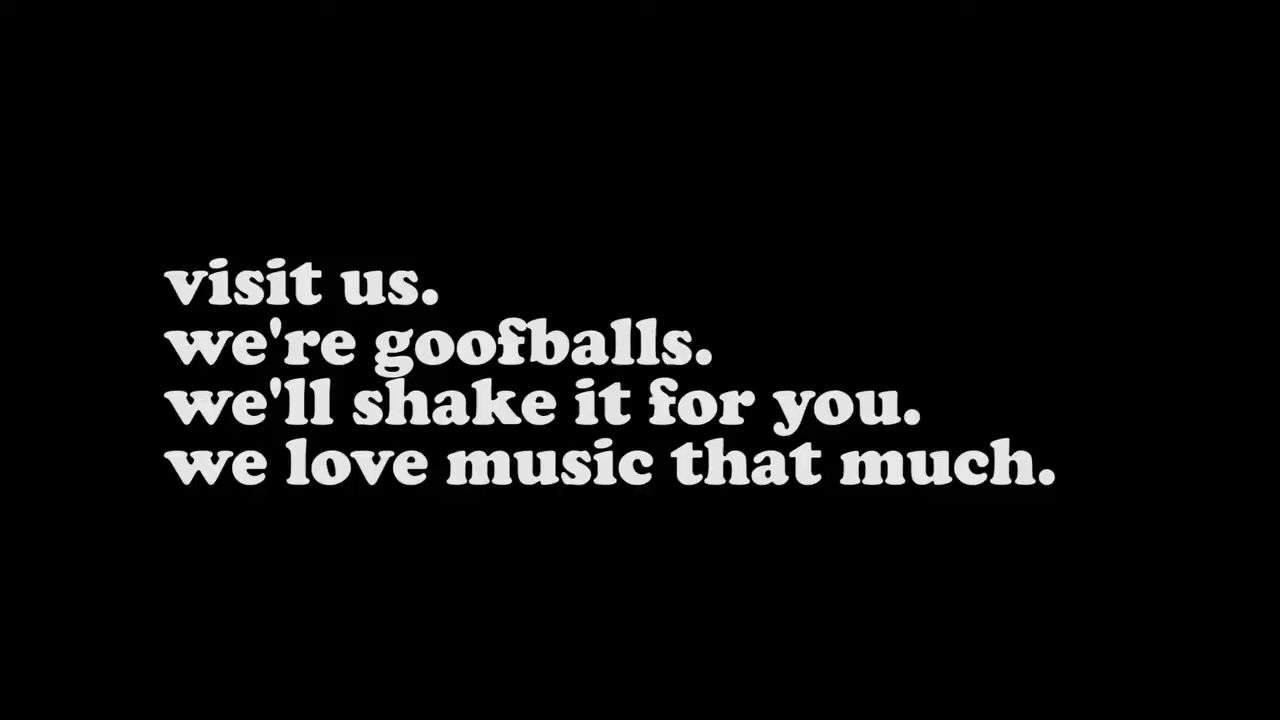 visit us.
we're goofballs.
we'll shake it for you.
we love music that much.